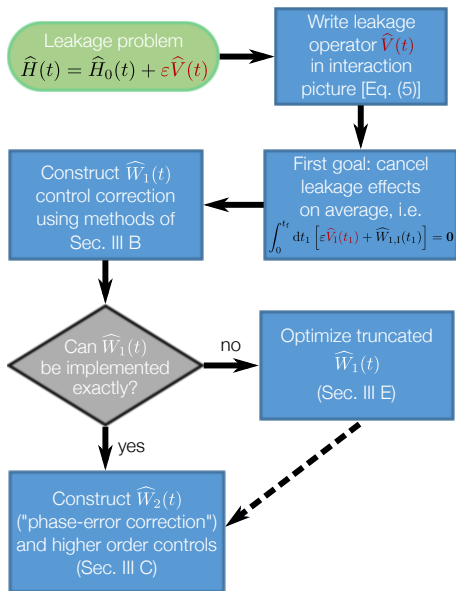 Leakage problem
Ĥ(t) = Ĥ₀(t) + εV̂(t)
Write leakage
operator V̂(t)
in interaction
picture [Eq. (5)]
First goal: cancel
leakage effects
on average, i.e.
∫₀^{t_f} dt₁ [εV̂_I(t₁) + Ŵ_{1,I}(t₁)] = 0
Construct Ŵ₁(t)
control correction
using methods of
Sec. III B
Can Ŵ₁(t)
be implemented
exactly?
no
Optimize truncated
Ŵ₁(t)
(Sec. III E)
yes
Construct Ŵ₂(t)
("phase-error correction")
and higher order controls
(Sec. III C)